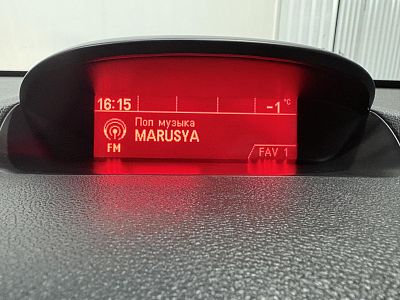 16:15 -1 °C
Поп музыка
MARUSYA
FM
FAV 1